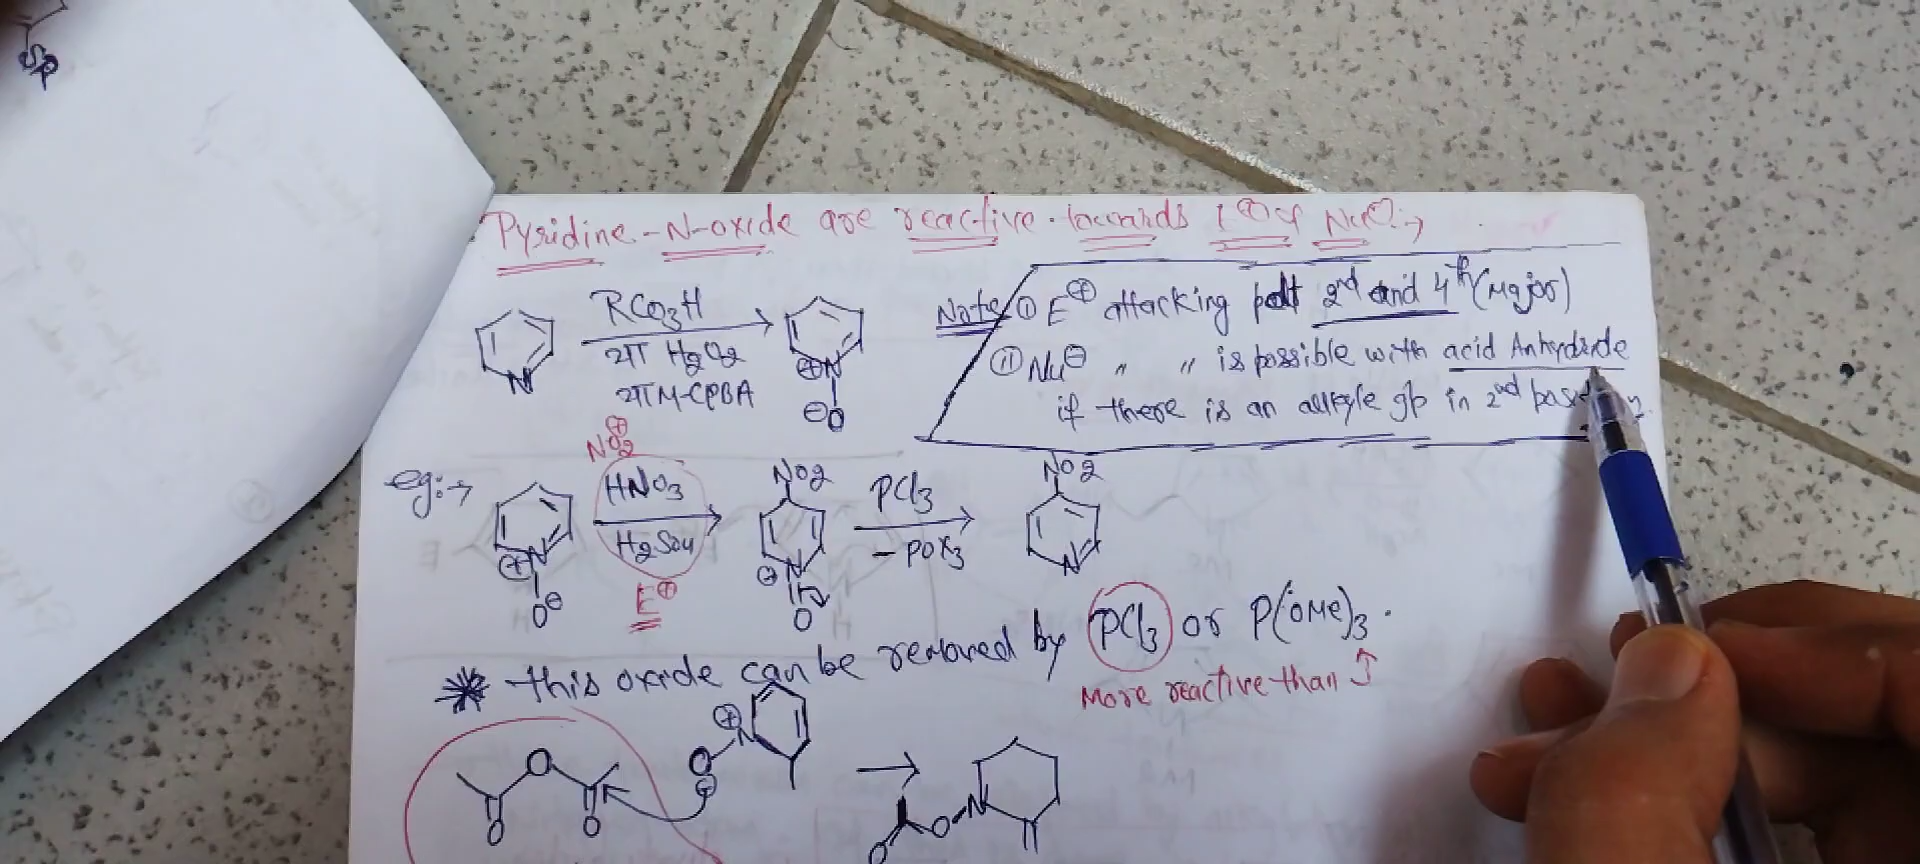 Pyridine-N-oxide are reactive towards E⊕ & Nu⊖:→
RCO3H
या H2O2
या M-CPBA
N
⊕N
⊖O
Note ① E⊕ attacking at 2nd and 4th (Major)
② Nu⊖ " " is possible with acid Anhydride
if there is an alkyle gp in 2nd
eg:→
NO2⊕
HNO3
H2SO4
E⊕
⊕N
O⊖
NO2
⊕N
O
PCl3
- POX3
NO2
N
* this oxide can be removed by PCl3 or P(OMe)3.
More reactive than ↑
O
O
O
⊕N
O⊖
→
O
O-N